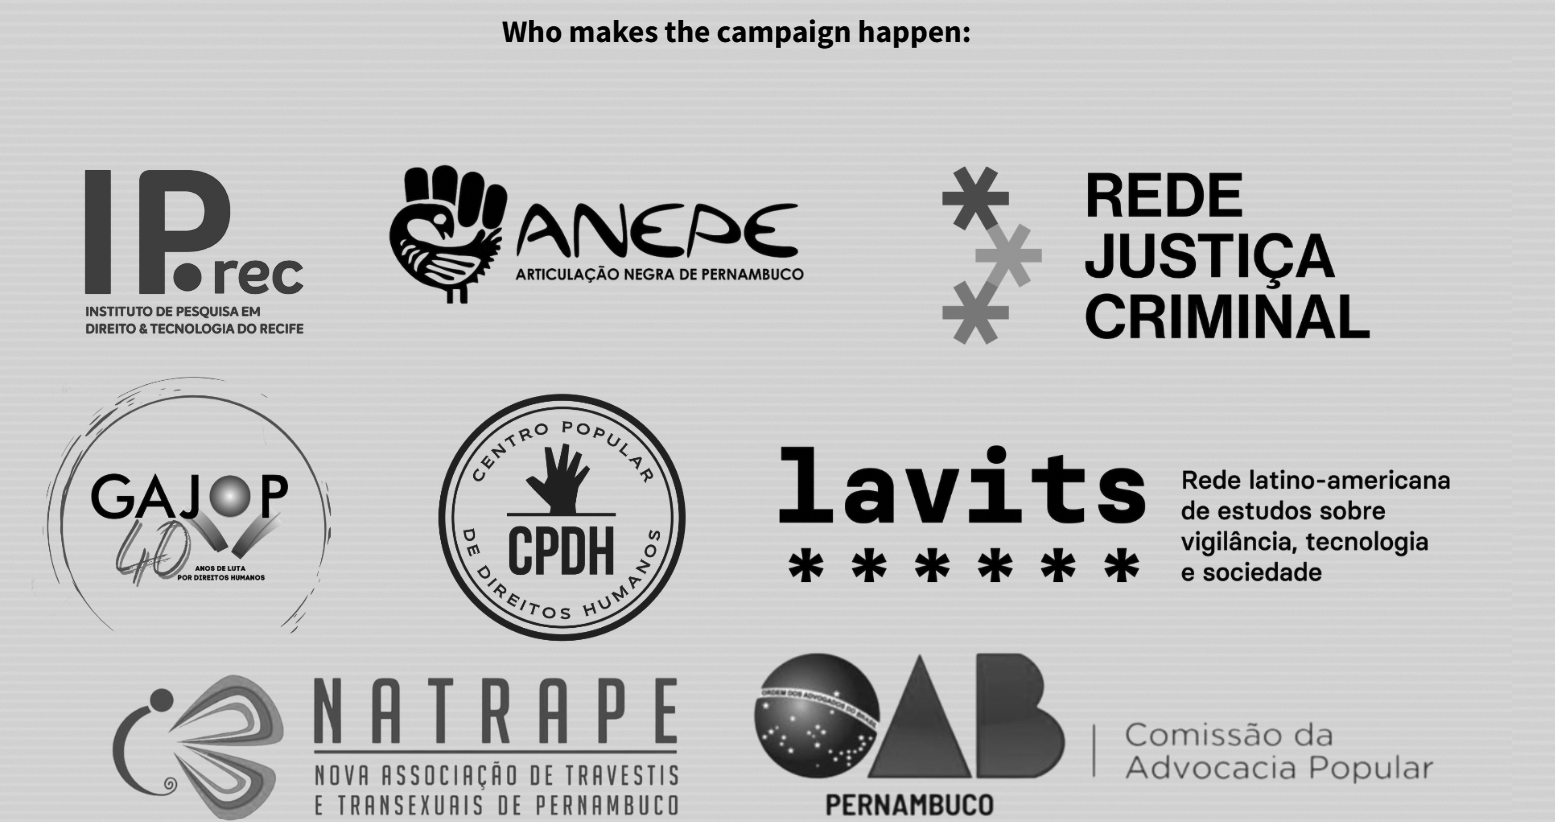 Who makes the campaign happen:
IP.rec
INSTITUTO DE PESQUISA EM
DIREITO & TECNOLOGIA DO RECIFE
ANEPE
ARTICULAÇÃO NEGRA DE PERNAMBUCO
REDE
JUSTIÇA
CRIMINAL
GAJOP
40
ANOS DE LUTA
POR DIREITOS HUMANOS
CENTRO POPULAR
CPDH
DE DIREITOS HUMANOS
lavits
******
Rede latino-americana
de estudos sobre
vigilância, tecnologia
e sociedade
NATRAPE
NOVA ASSOCIAÇÃO DE TRAVESTIS
E TRANSEXUAIS DE PERNAMBUCO
ORDEM DOS ADVOGADOS DO BRASIL
OAB
PERNAMBUCO
Comissão da
Advocacia Popular